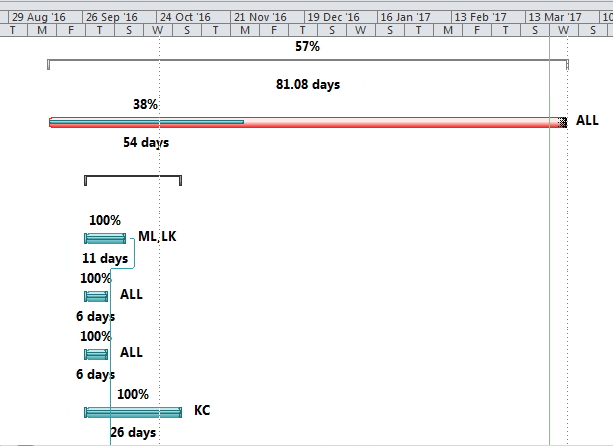 29 Aug '16 26 Sep '16 24 Oct '16 21 Nov '16 19 Dec '16 16 Jan '17 13 Feb '17 13 Mar '17 10
T M F T S W S T M F T S W S T M F T S W S T M F
57%
81.08 days
38%
ALL
54 days
100%
ML,LK
11 days
100%
ALL
6 days
100%
ALL
6 days
100%
KC
26 days